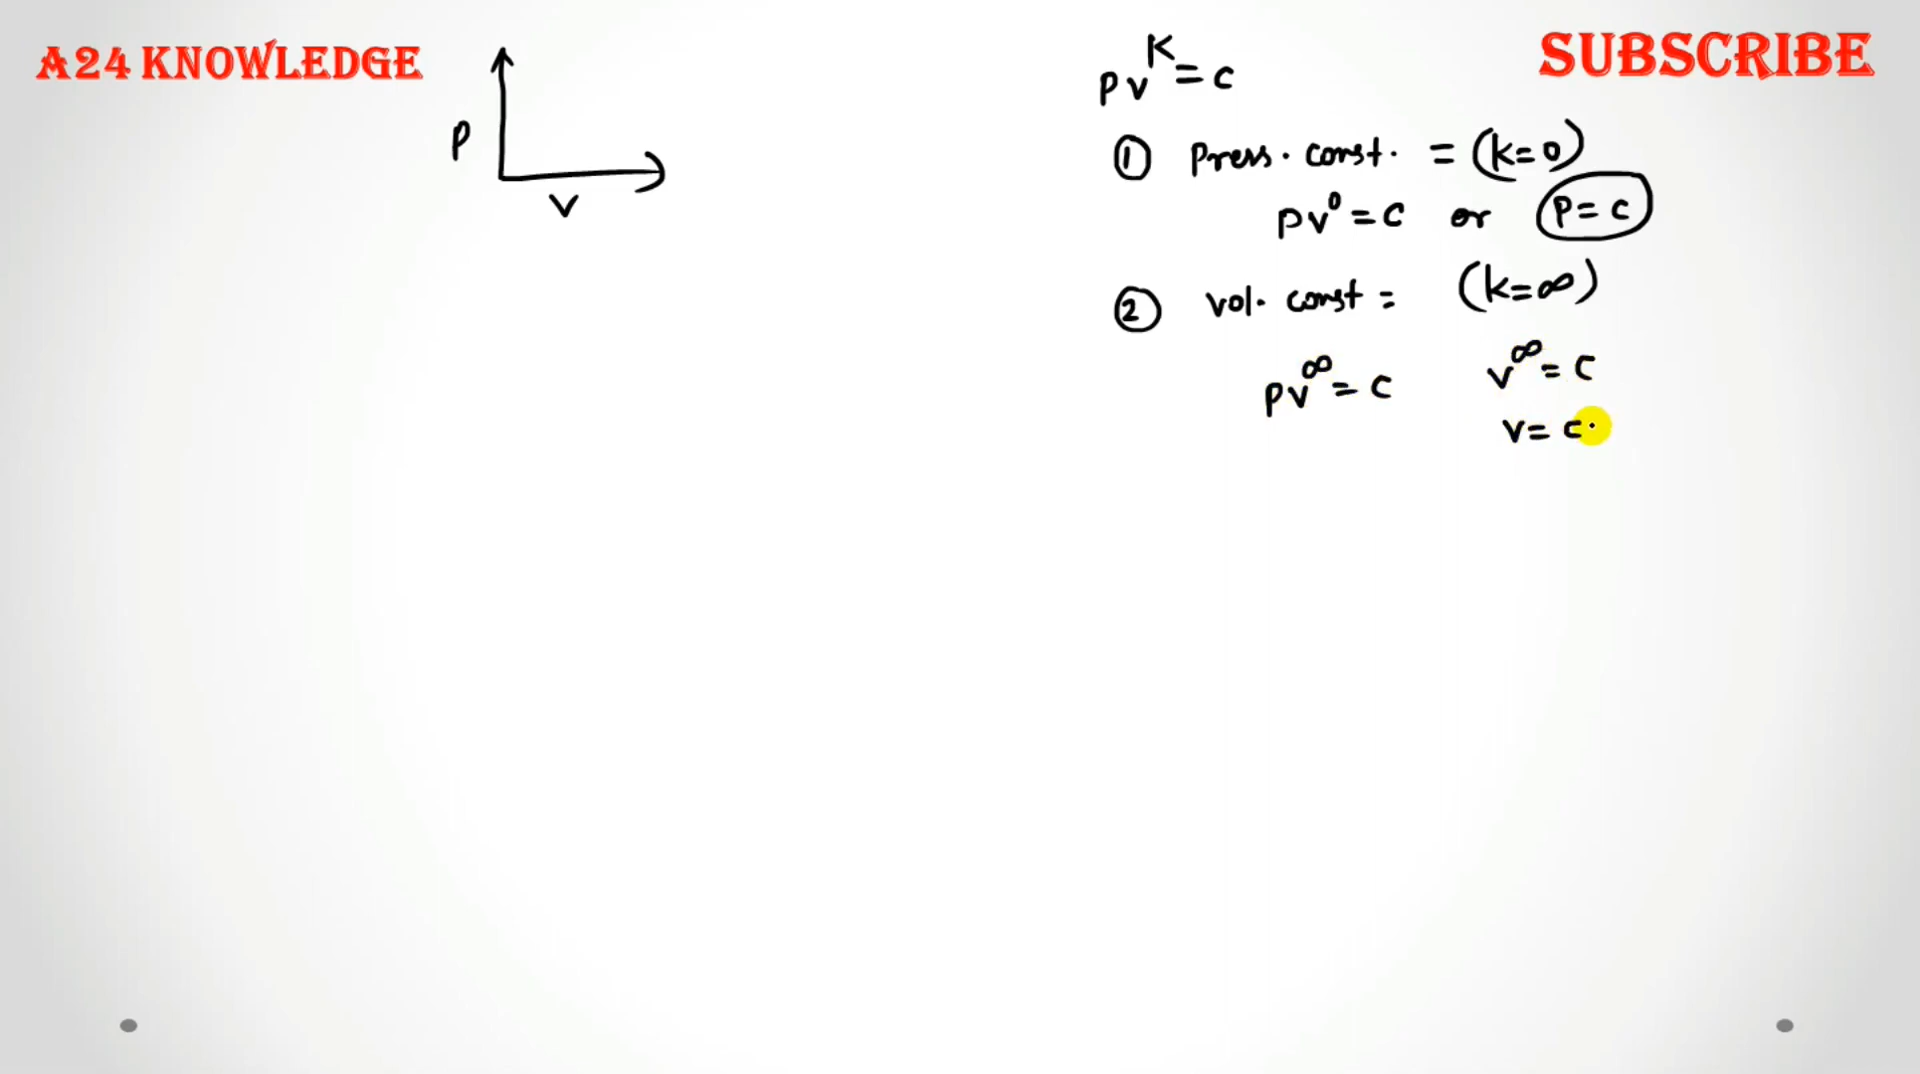 A24 KNOWLEDGE
SUBSCRIBE
P
V
PV^K = C
① Press. const. = (K=0)
PV^0 = C or P = C
② Vol. const = (K=∞)
PV^∞ = C V^∞ = C
V = C